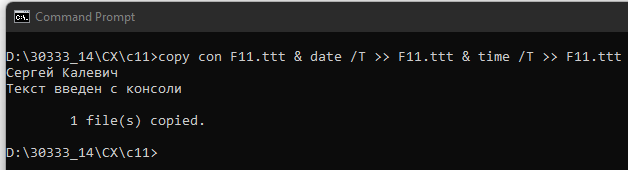 Command Prompt
D:\30333_14\CX\c11>copy con F11.ttt & date /T >> F11.ttt & time /T >> F11.ttt
Сергей Калевич
Текст введен с консоли
1 file(s) copied.
D:\30333_14\CX\c11>